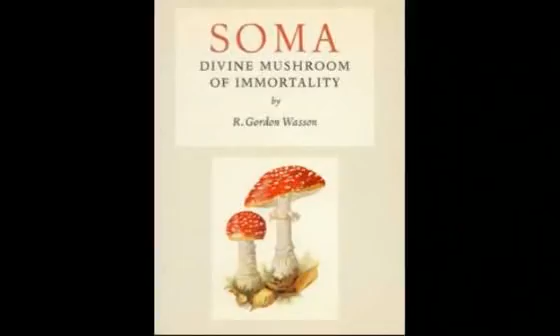 SOMA
DIVINE MUSHROOM
OF IMMORTALITY
by
R. Gordon Wasson